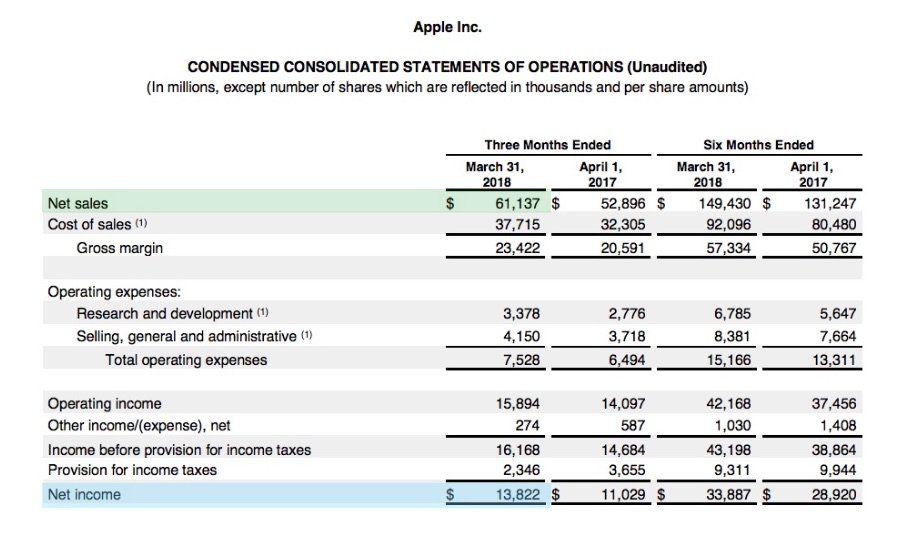 Apple Inc.
CONDENSED CONSOLIDATED STATEMENTS OF OPERATIONS (Unaudited)
(In millions, except number of shares which are reflected in thousands and per share amounts)
Three Months Ended Six Months Ended
March 31, April 1, March 31, April 1,
2018 2017 2018 2017
Net sales $ 61,137 $ 52,896 $ 149,430 $ 131,247
Cost of sales (1) 37,715 32,305 92,096 80,480
Gross margin 23,422 20,591 57,334 50,767
Operating expenses:
Research and development (1) 3,378 2,776 6,785 5,647
Selling, general and administrative (1) 4,150 3,718 8,381 7,664
Total operating expenses 7,528 6,494 15,166 13,311
Operating income 15,894 14,097 42,168 37,456
Other income/(expense), net 274 587 1,030 1,408
Income before provision for income taxes 16,168 14,684 43,198 38,864
Provision for income taxes 2,346 3,655 9,311 9,944
Net income $ 13,822 $ 11,029 $ 33,887 $ 28,920